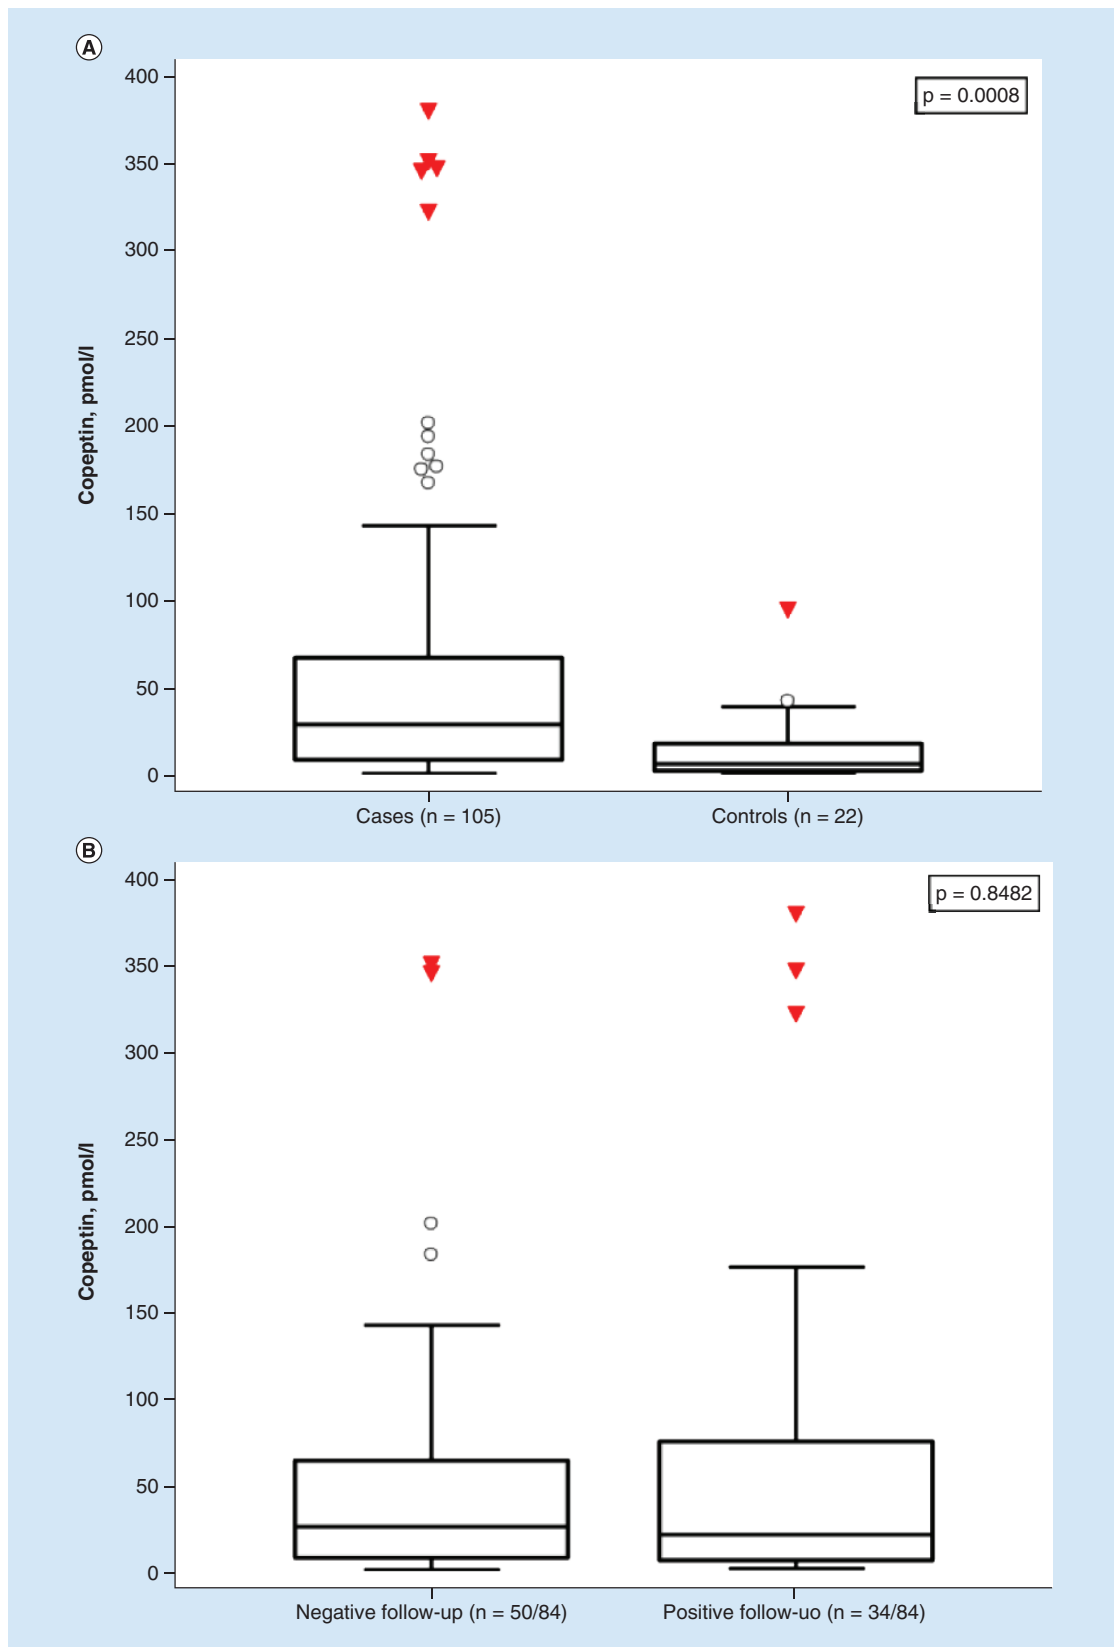 A
400
350
300
250
200
150
100
50
0
Copeptin, pmol/l
p = 0.0008
Cases (n = 105)
Controls (n = 22)
B
400
350
300
250
200
150
100
50
0
Copeptin, pmol/l
p = 0.8482
Negative follow-up (n = 50/84)
Positive follow-uo (n = 34/84)